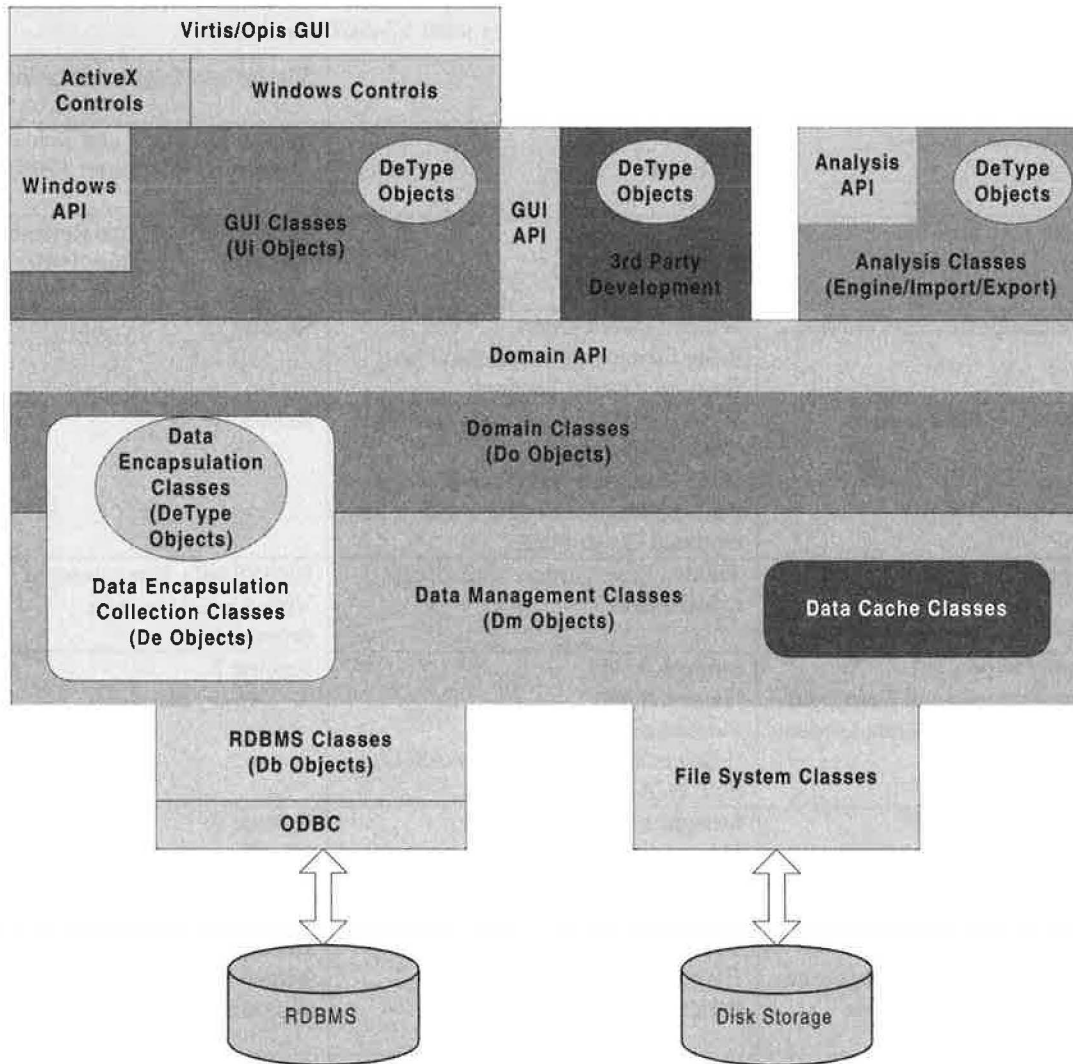 Virtis/Opis GUI
ActiveX
Controls
Windows Controls
Windows
API
GUI Classes
(Ui Objects)
DeType
Objects
GUI
API
DeType
Objects
3rd Party
Development
Analysis
API
DeType
Objects
Analysis Classes
(Engine/Import/Export)
Domain API
Domain Classes
(Do Objects)
Data
Encapsulation
Classes
(DeType
Objects)
Data Encapsulation
Collection Classes
(De Objects)
Data Management Classes
(Dm Objects)
Data Cache Classes
RDBMS Classes
(Db Objects)
ODBC
File System Classes
RDBMS
Disk Storage